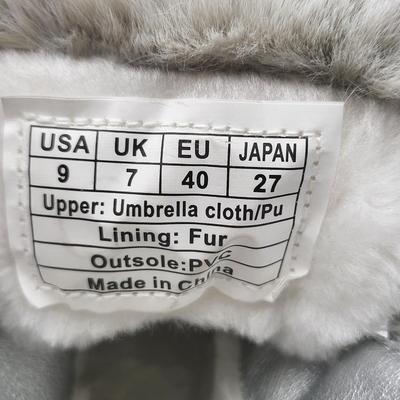 USA UK EU JAPAN
9 7 40 27
Upper: Umbrella cloth/Pu
Lining: Fur
Outsole:PVC
Made in China